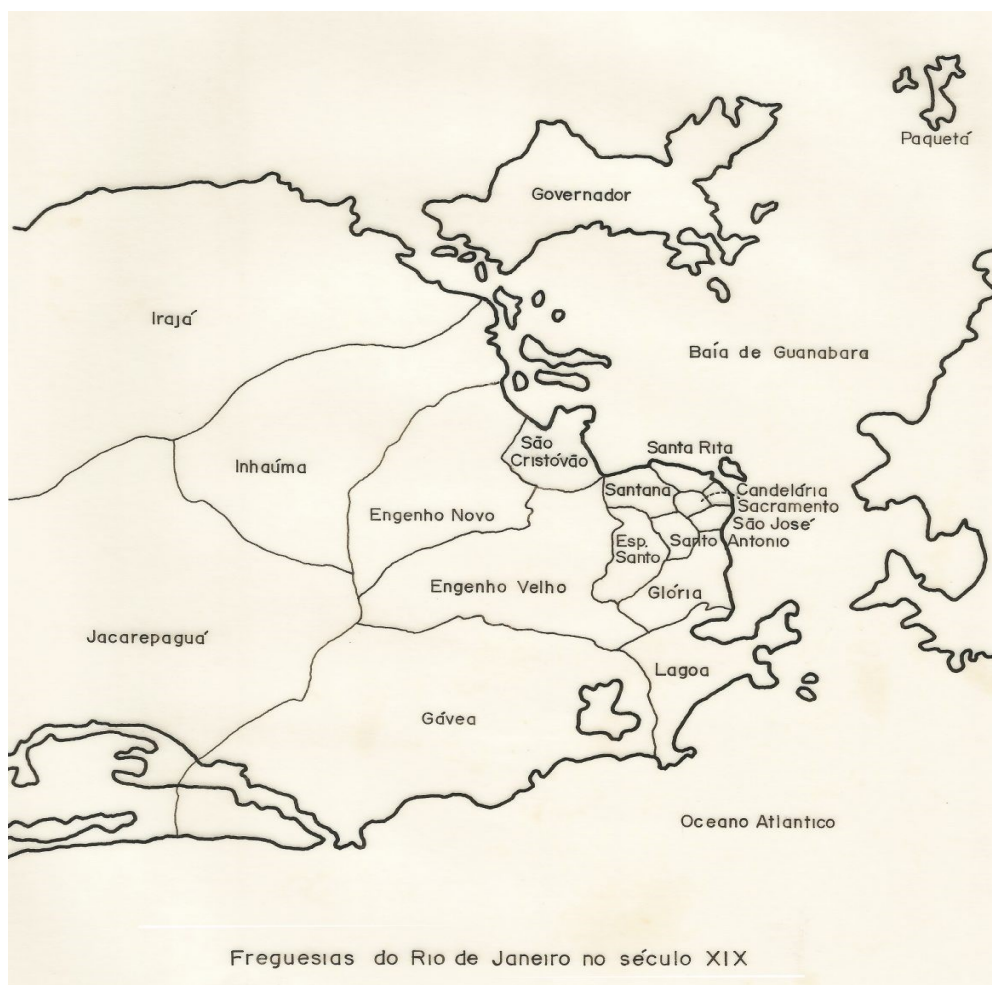 Paquetá
Governador
Irajá
Baía de Guanabara
São
Cristóvão
Santa Rita
Inhaúma
Santana
Candelária
Sacramento
Engenho Novo
São José
Esp.
Santo
Santo Antonio
Engenho Velho
Glória
Jacarepaguá
Lagoa
Gávea
Oceano Atlantico
Freguesias do Rio de Janeiro no século XIX